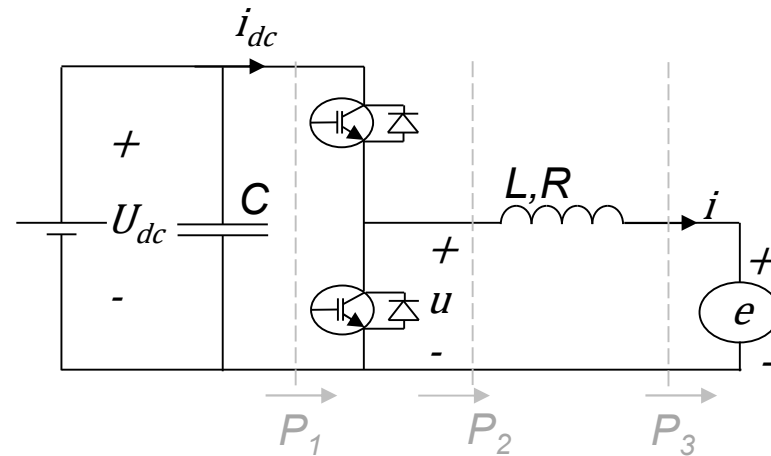 i_dc
+
U_dc
-
C
L,R
i
+
u
-
+
e
-
P_1
P_2
P_3